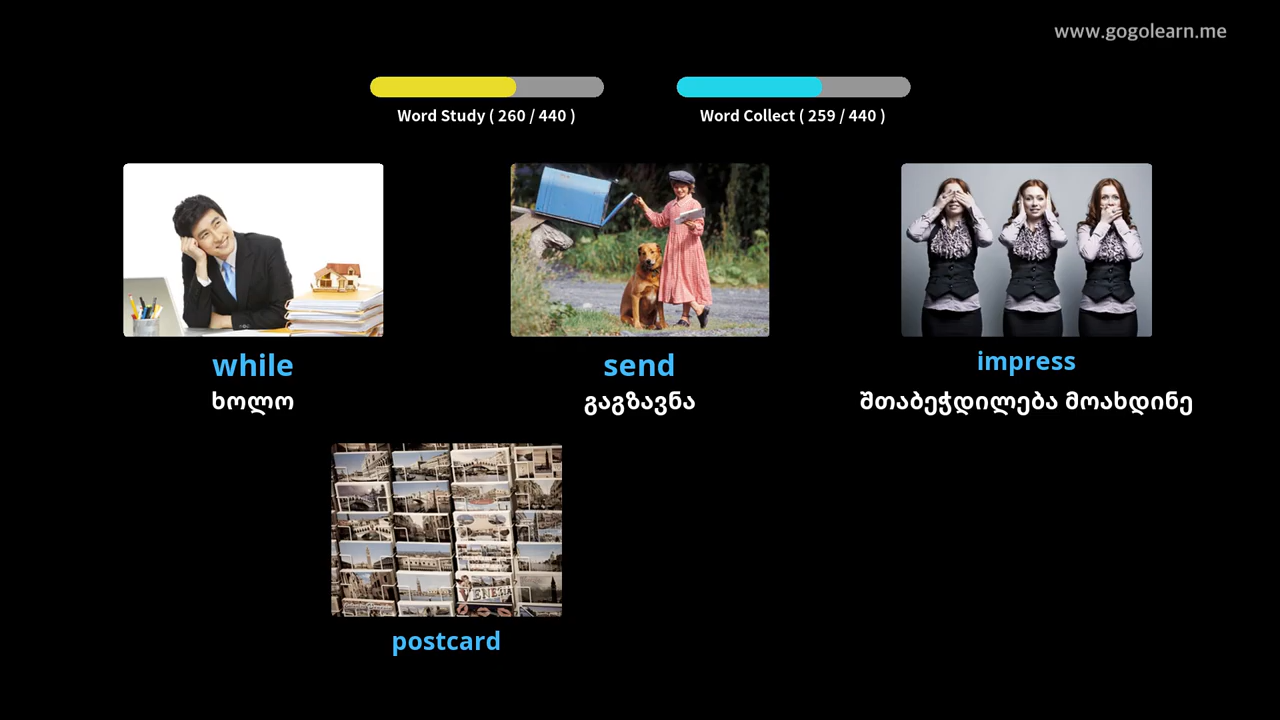 www.gogolearn.me
Word Study ( 260 / 440 )
Word Collect ( 259 / 440 )
while
ხოლო
send
გაგზავნა
impress
შთაბეჭდილება მოახდინე
VENEZIA
postcard